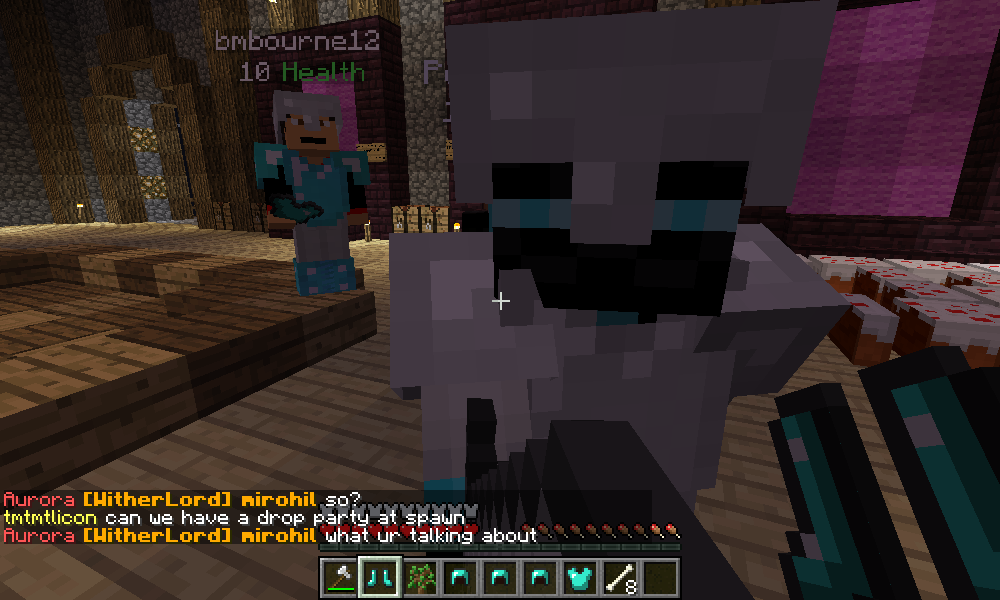 bmbourne12
10 Health
Aurora [WitherLord] mirohil so?
tmtmtlicon can we have a drop party at spawn
Aurora [WitherLord] mirohil what ur talking about
8